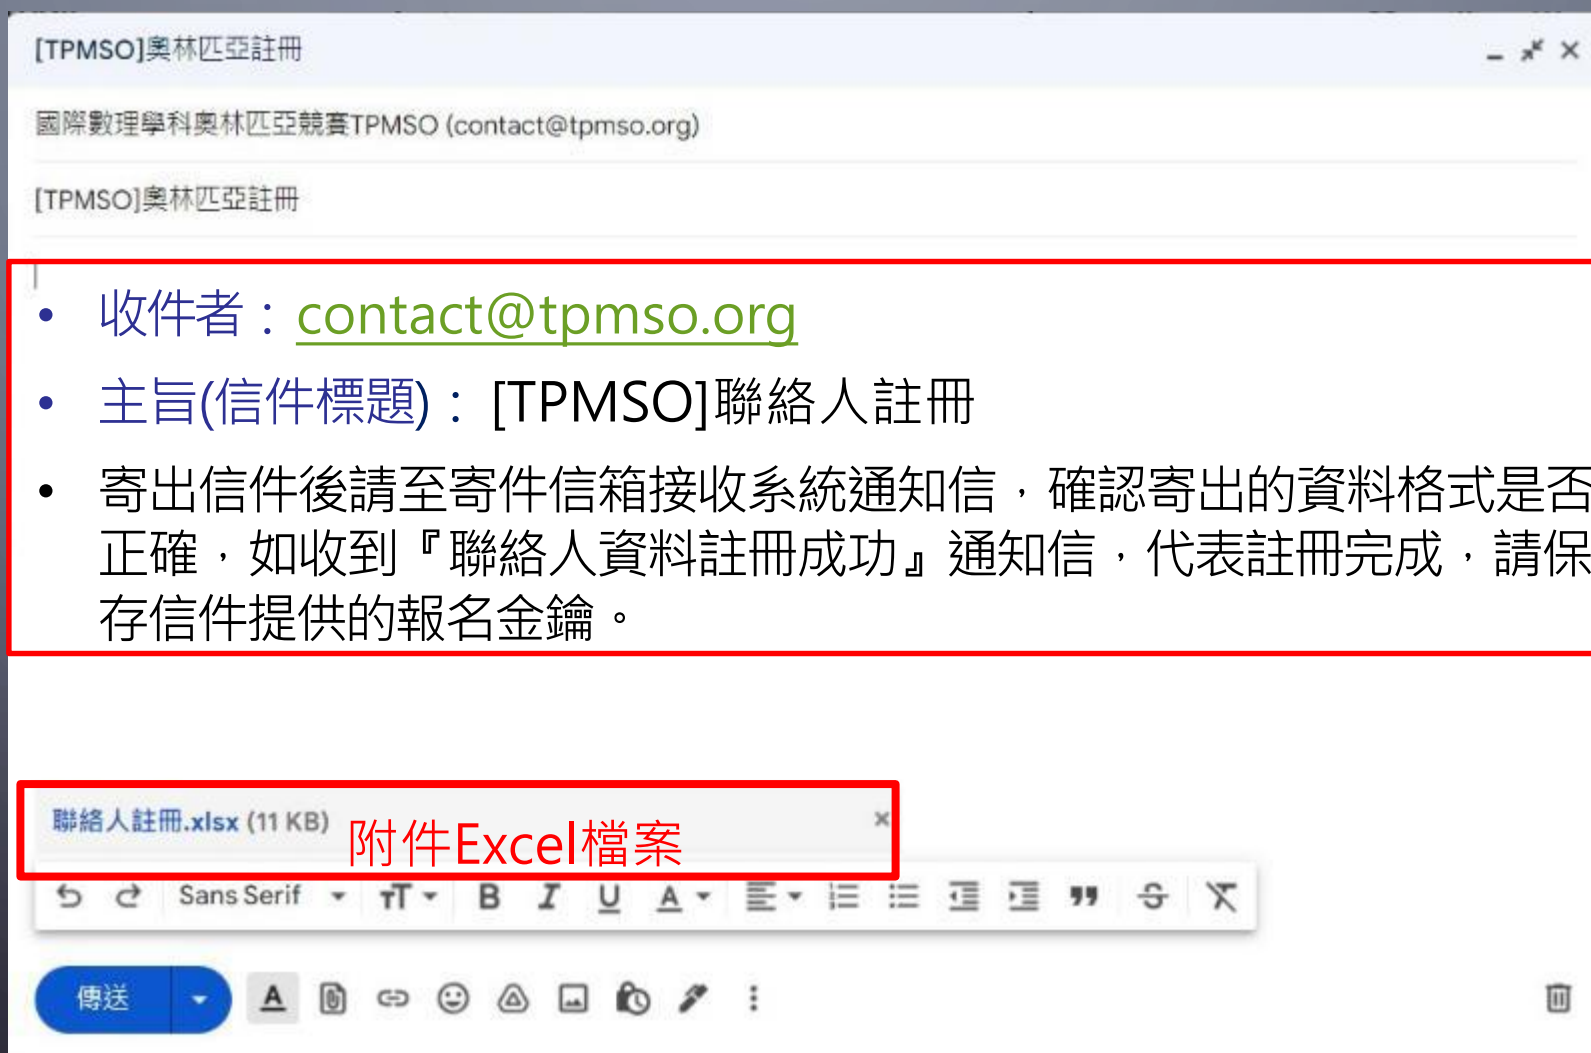 [TPMSO]奧林匹亞註冊
國際數理學科奧林匹亞競賽TPMSO (contact@tpmso.org)
[TPMSO]奧林匹亞註冊
• 收件者：contact@tpmso.org
• 主旨(信件標題)：[TPMSO]聯絡人註冊
• 寄出信件後請至寄件信箱接收系統通知信，確認寄出的資料格式是否
正確，如收到『聯絡人資料註冊成功』通知信，代表註冊完成，請保
存信件提供的報名金鑰。
聯絡人註冊.xlsx (11 KB)
附件Excel檔案
Sans Serif
傳送